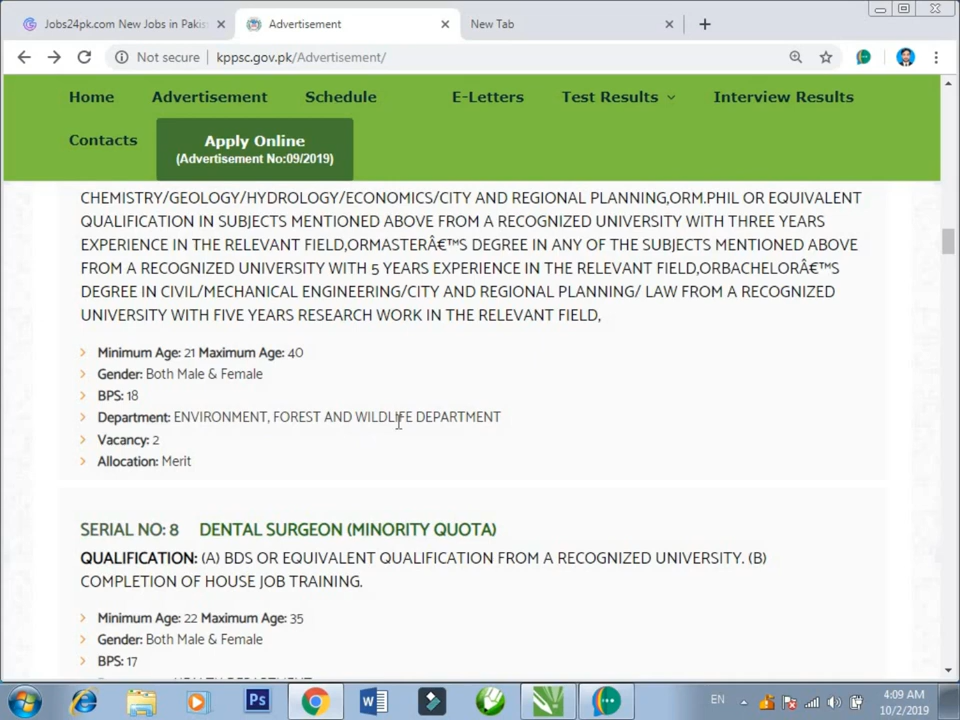 Jobs24pk.com New Jobs in Pakis
Advertisement
New Tab
Not secure
kppsc.gov.pk/Advertisement/
Home
Advertisement
Schedule
E-Letters
Test Results
Interview Results
Contacts
Apply Online
(Advertisement No:09/2019)
CHEMISTRY/GEOLOGY/HYDROLOGY/ECONOMICS/CITY AND REGIONAL PLANNING,ORM.PHIL OR EQUIVALENT
QUALIFICATION IN SUBJECTS MENTIONED ABOVE FROM A RECOGNIZED UNIVERSITY WITH THREE YEARS
EXPERIENCE IN THE RELEVANT FIELD,ORMASTERÂ€™S DEGREE IN ANY OF THE SUBJECTS MENTIONED ABOVE
FROM A RECOGNIZED UNIVERSITY WITH 5 YEARS EXPERIENCE IN THE RELEVANT FIELD,ORBACHELORÂ€™S
DEGREE IN CIVIL/MECHANICAL ENGINEERING/CITY AND REGIONAL PLANNING/ LAW FROM A RECOGNIZED
UNIVERSITY WITH FIVE YEARS RESEARCH WORK IN THE RELEVANT FIELD,
Minimum Age: 21 Maximum Age: 40
Gender: Both Male & Female
BPS: 18
Department: ENVIRONMENT, FOREST AND WILDLIFE DEPARTMENT
Vacancy: 2
Allocation: Merit
SERIAL NO: 8 DENTAL SURGEON (MINORITY QUOTA)
QUALIFICATION: (A) BDS OR EQUIVALENT QUALIFICATION FROM A RECOGNIZED UNIVERSITY. (B)
COMPLETION OF HOUSE JOB TRAINING.
Minimum Age: 22 Maximum Age: 35
Gender: Both Male & Female
BPS: 17
Ps
EN
4:09 AM
10/2/2019